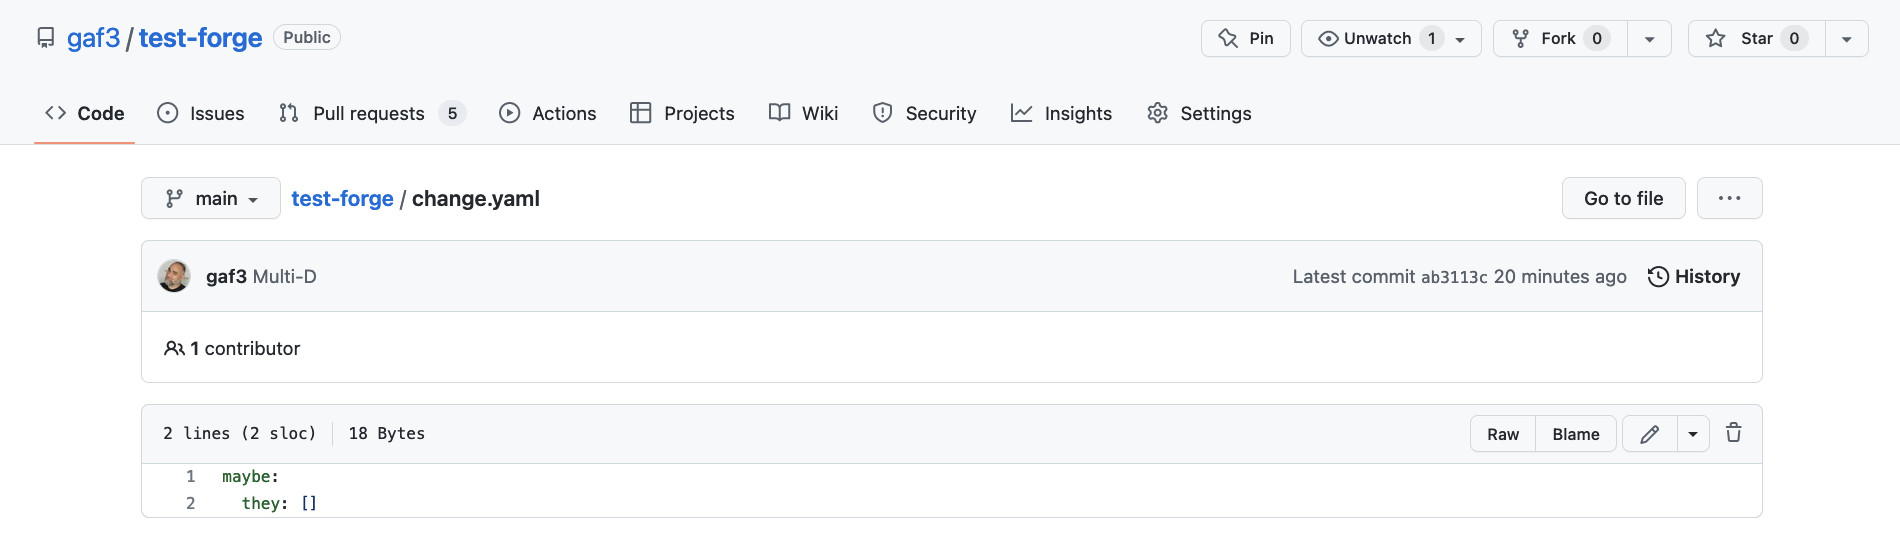 gaf3 / test-forge Public
Pin Unwatch 1 Fork 0 Star 0
Code Issues Pull requests 5 Actions Projects Wiki Security Insights Settings
main test-forge / change.yaml Go to file ...
gaf3 Multi-D Latest commit ab3113c 20 minutes ago History
1 contributor
2 lines (2 sloc) 18 Bytes Raw Blame
1 maybe:
2   they: []